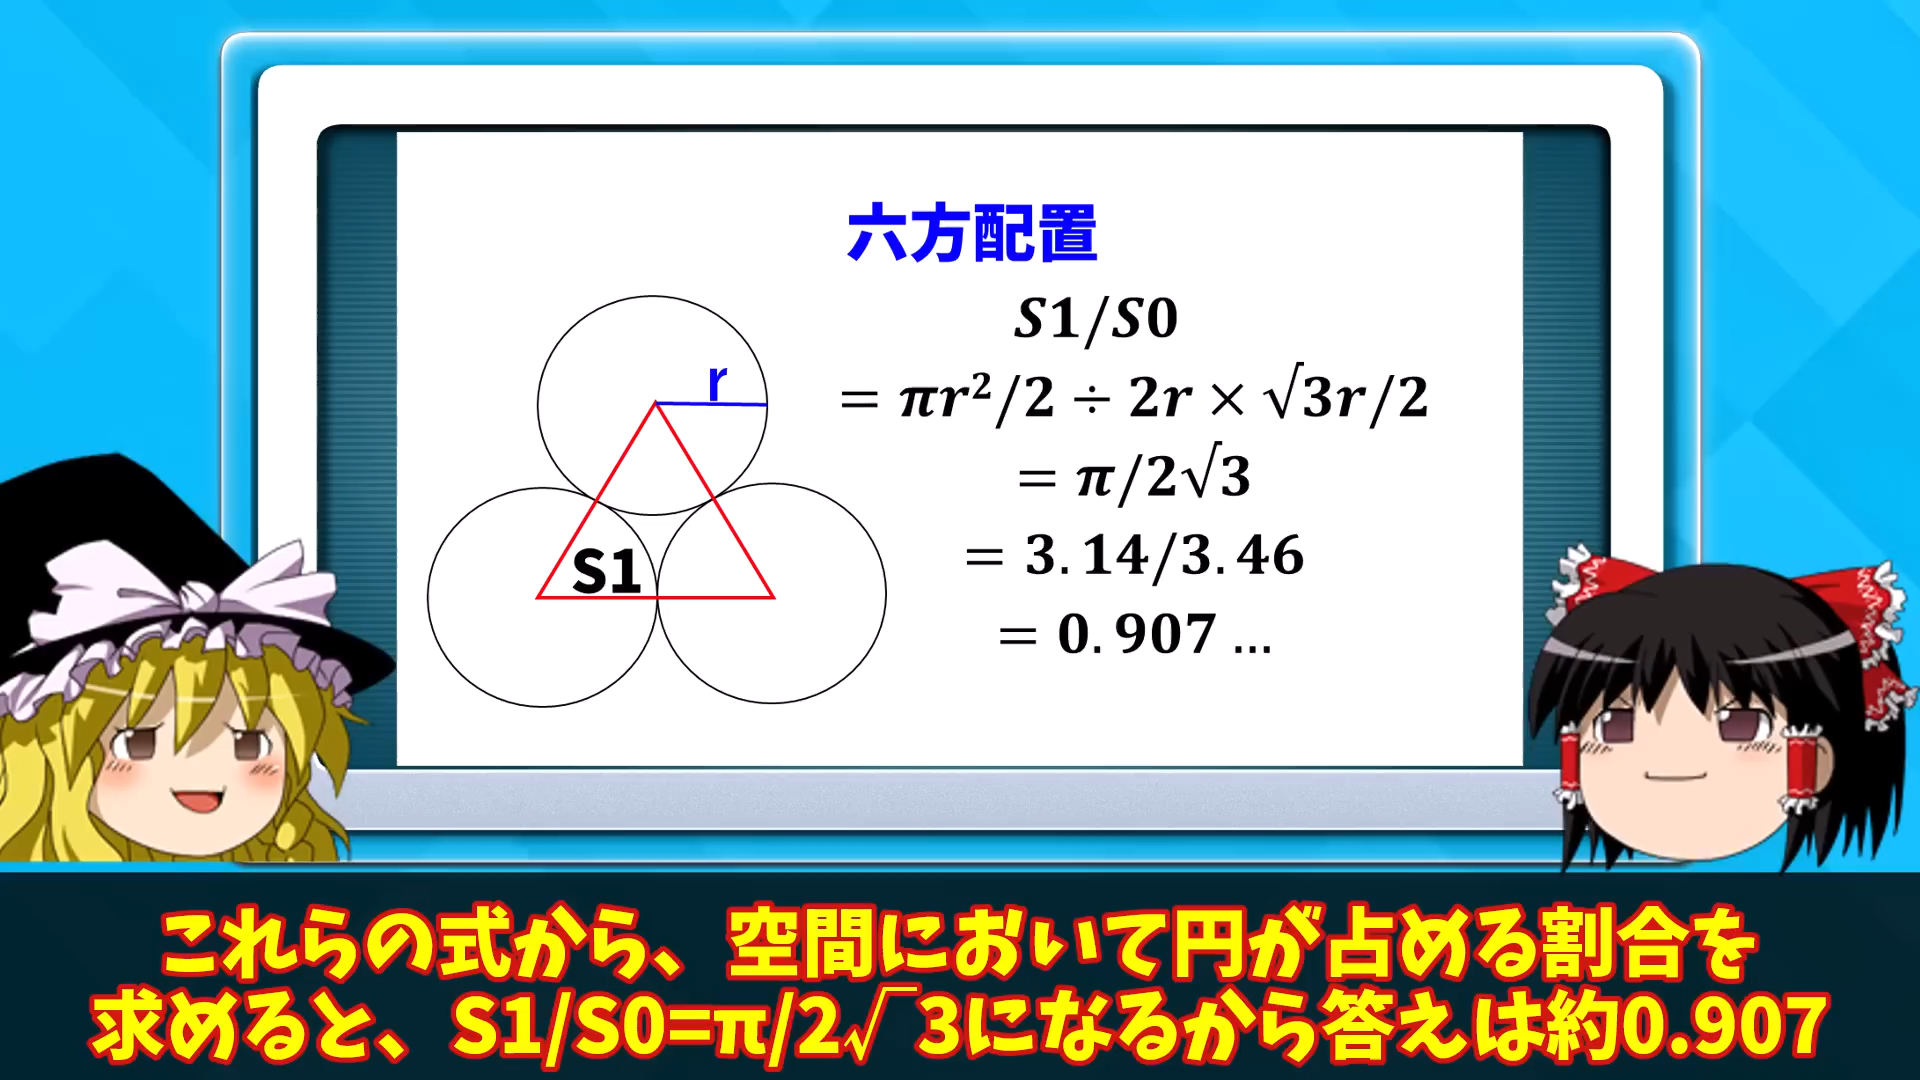 六方配置
S1/S0
= πr²/2 ÷ 2r × √3r/2
= π/2√3
= 3.14/3.46
= 0.907 …
r
S1
これらの式から、空間において円が占める割合を
求めると、S1/S0=π/2√3になるから答えは約0.907